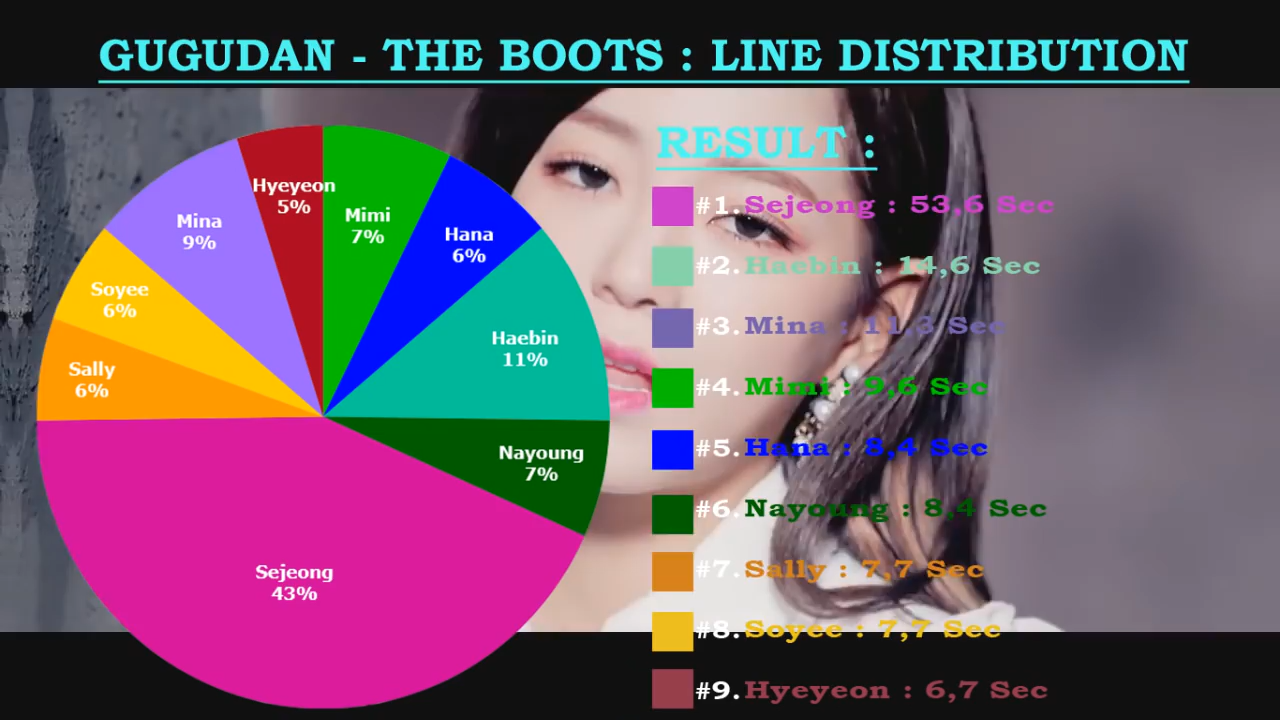 GUGUDAN - THE BOOTS : LINE DISTRIBUTION
Hyeyeon
5%
Mimi
7%
Mina
9%
Hana
6%
Soyee
6%
Haebin
11%
Sally
6%
Nayoung
7%
Sejeong
43%
RESULT :
#1. Sejeong : 53,6 Sec
#2. Haebin : 14,6 Sec
#3. Mina : 11,3 Sec
#4. Mimi : 9,6 Sec
#5. Hana : 8,4 Sec
#6. Nayoung : 8,4 Sec
#7. Sally : 7,7 Sec
#8. Soyee : 7,7 Sec
#9. Hyeyeon : 6,7 Sec